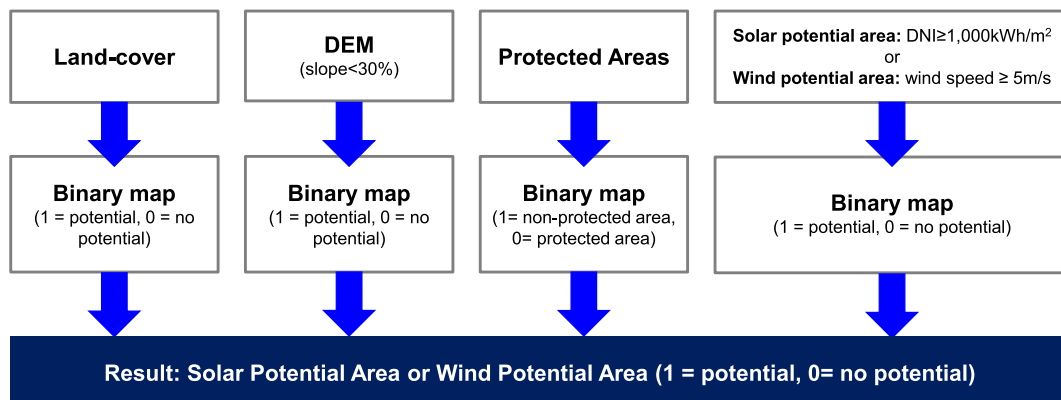 Land-cover
DEM
(slope<30%)
Protected Areas
Solar potential area: DNI≥1,000kWh/m²
or
Wind potential area: wind speed ≥ 5m/s
Binary map
(1 = potential, 0 = no
potential)
Binary map
(1 = potential, 0 = no
potential)
Binary map
(1= non-protected area,
0= protected area)
Binary map
(1 = potential, 0 = no potential)
Result: Solar Potential Area or Wind Potential Area (1 = potential, 0= no potential)